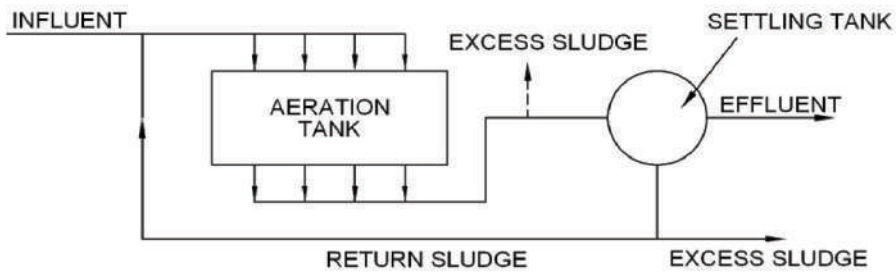 INFLUENT
SETTLING TANK
EXCESS SLUDGE
AERATION
TANK
EFFLUENT
RETURN SLUDGE
EXCESS SLUDGE